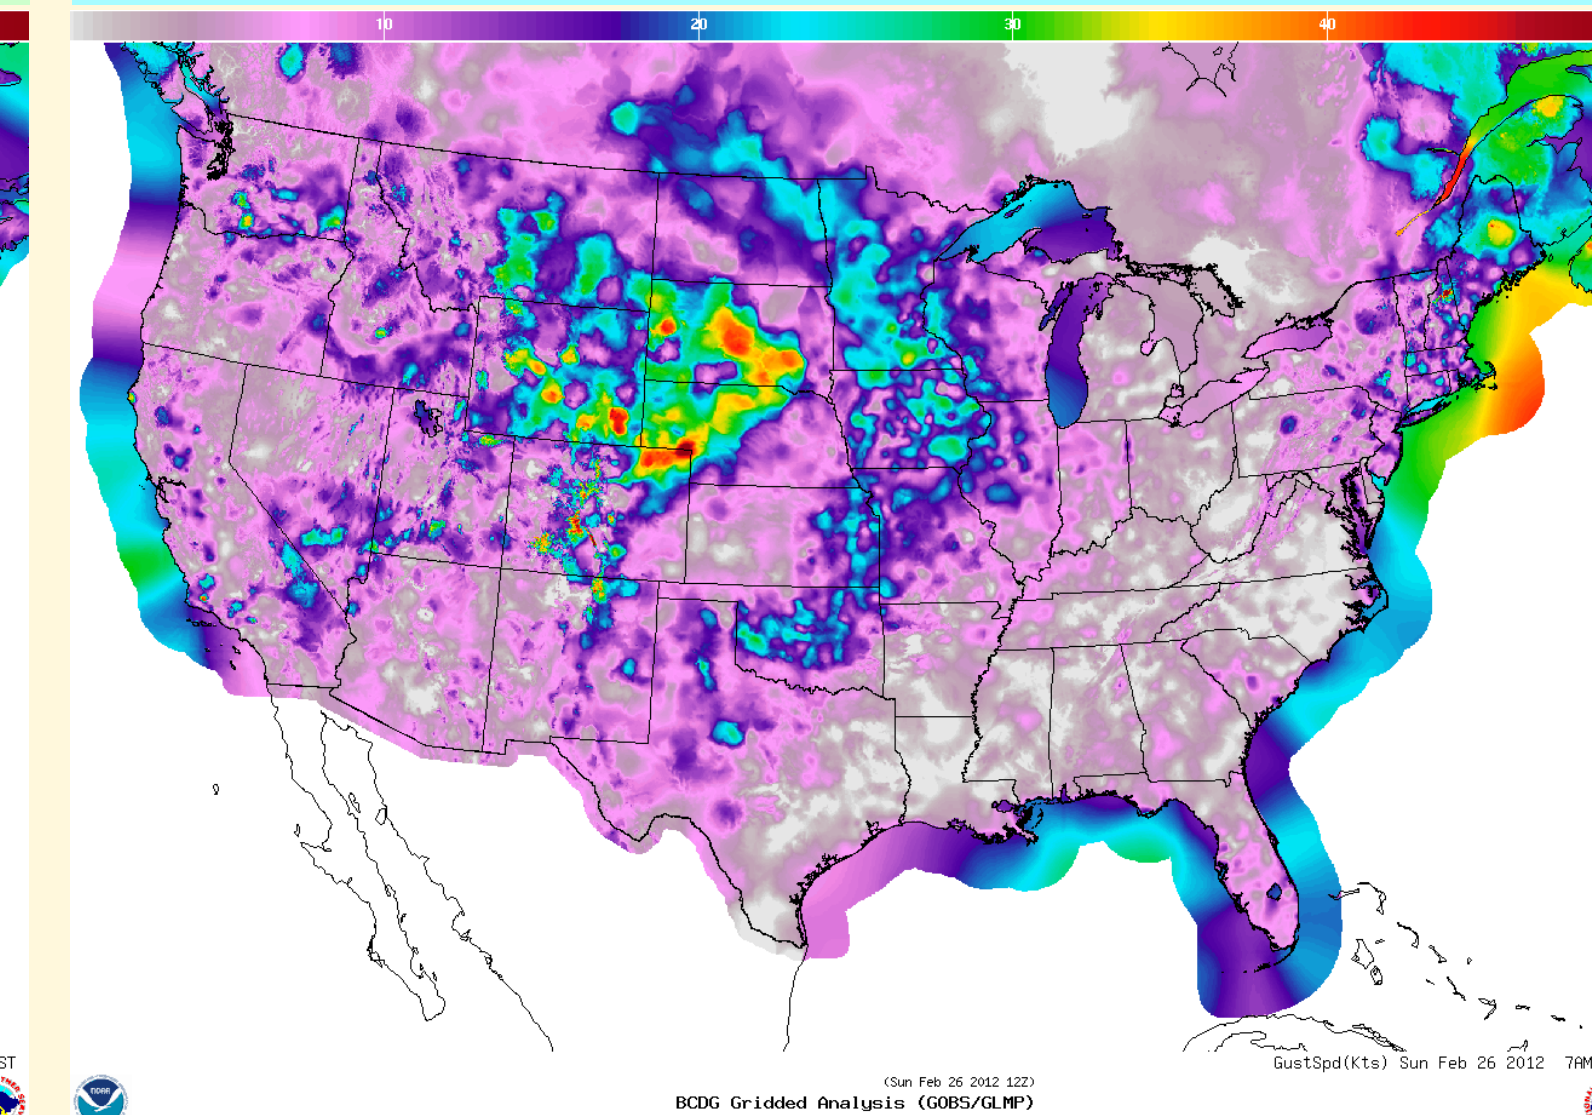 10 20 30 40
ST
GustSpd(Kts) Sun Feb 26 2012 7AM
(Sun Feb 26 2012 12Z)
BCDG Gridded Analysis (GOBS/GLMP)
noaa